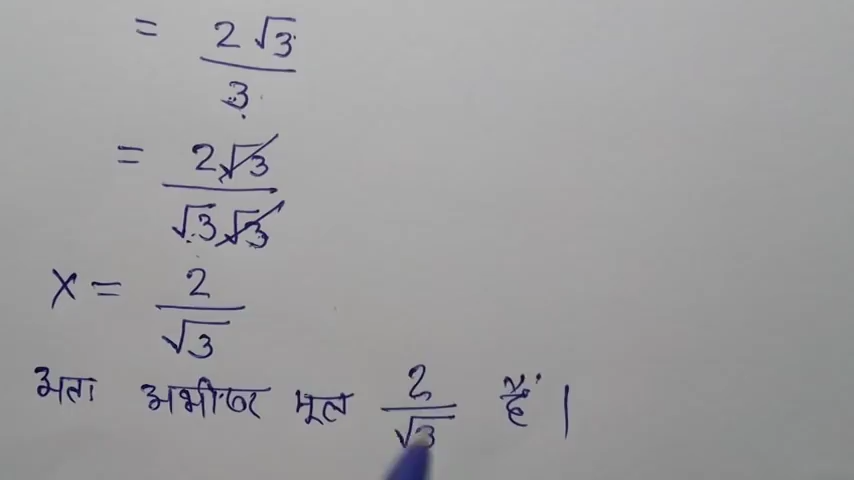 = 2√3 / 3
= 2√3 / √3√3
x = 2 / √3
अतः अभीष्ट मूल 2 / √3 हैं।